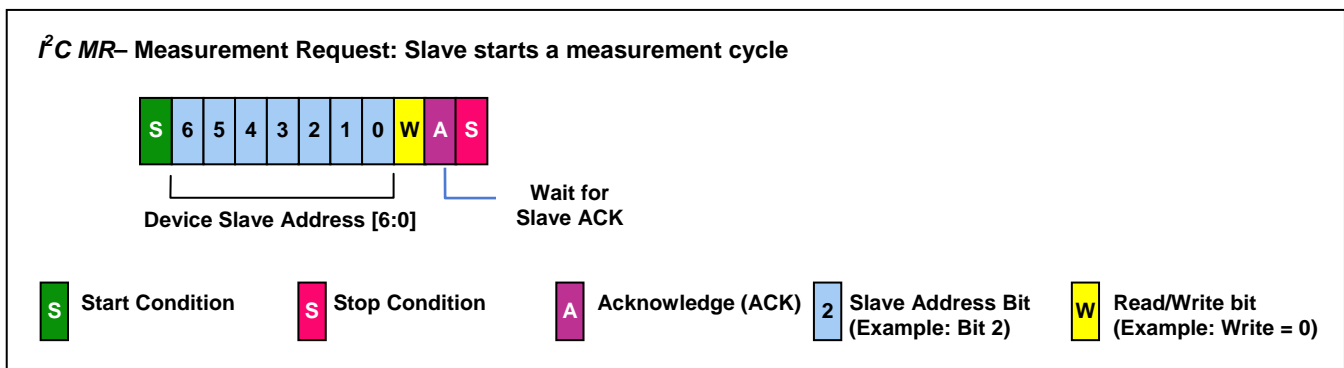 I²C MR– Measurement Request: Slave starts a measurement cycle
S 6 5 4 3 2 1 0 W A S
Device Slave Address [6:0]
Wait for
Slave ACK
S Start Condition
S Stop Condition
A Acknowledge (ACK)
2 Slave Address Bit
(Example: Bit 2)
W Read/Write bit
(Example: Write = 0)